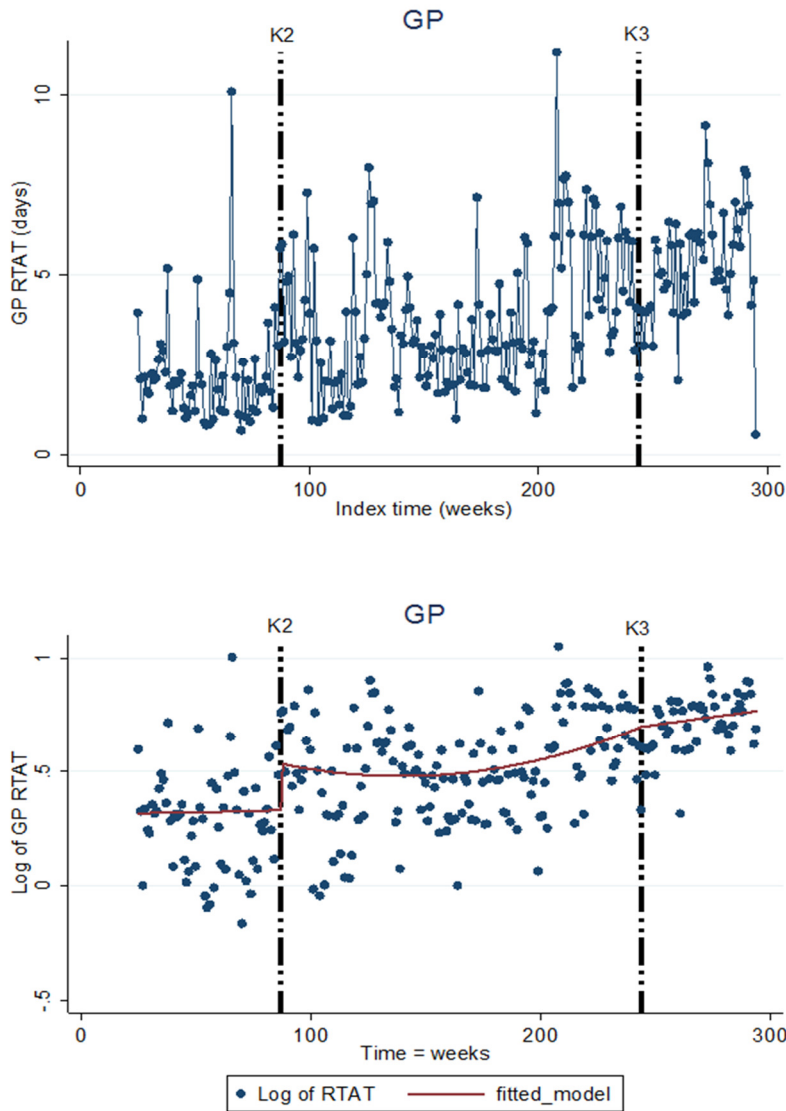 GP
K2
K3
GP RTAT (days)
10
5
0
0
100
200
300
Index time (weeks)
GP
K2
K3
Log of GP RTAT
1
.5
0
-.5
0
100
200
300
Time = weeks
Log of RTAT
fitted_model